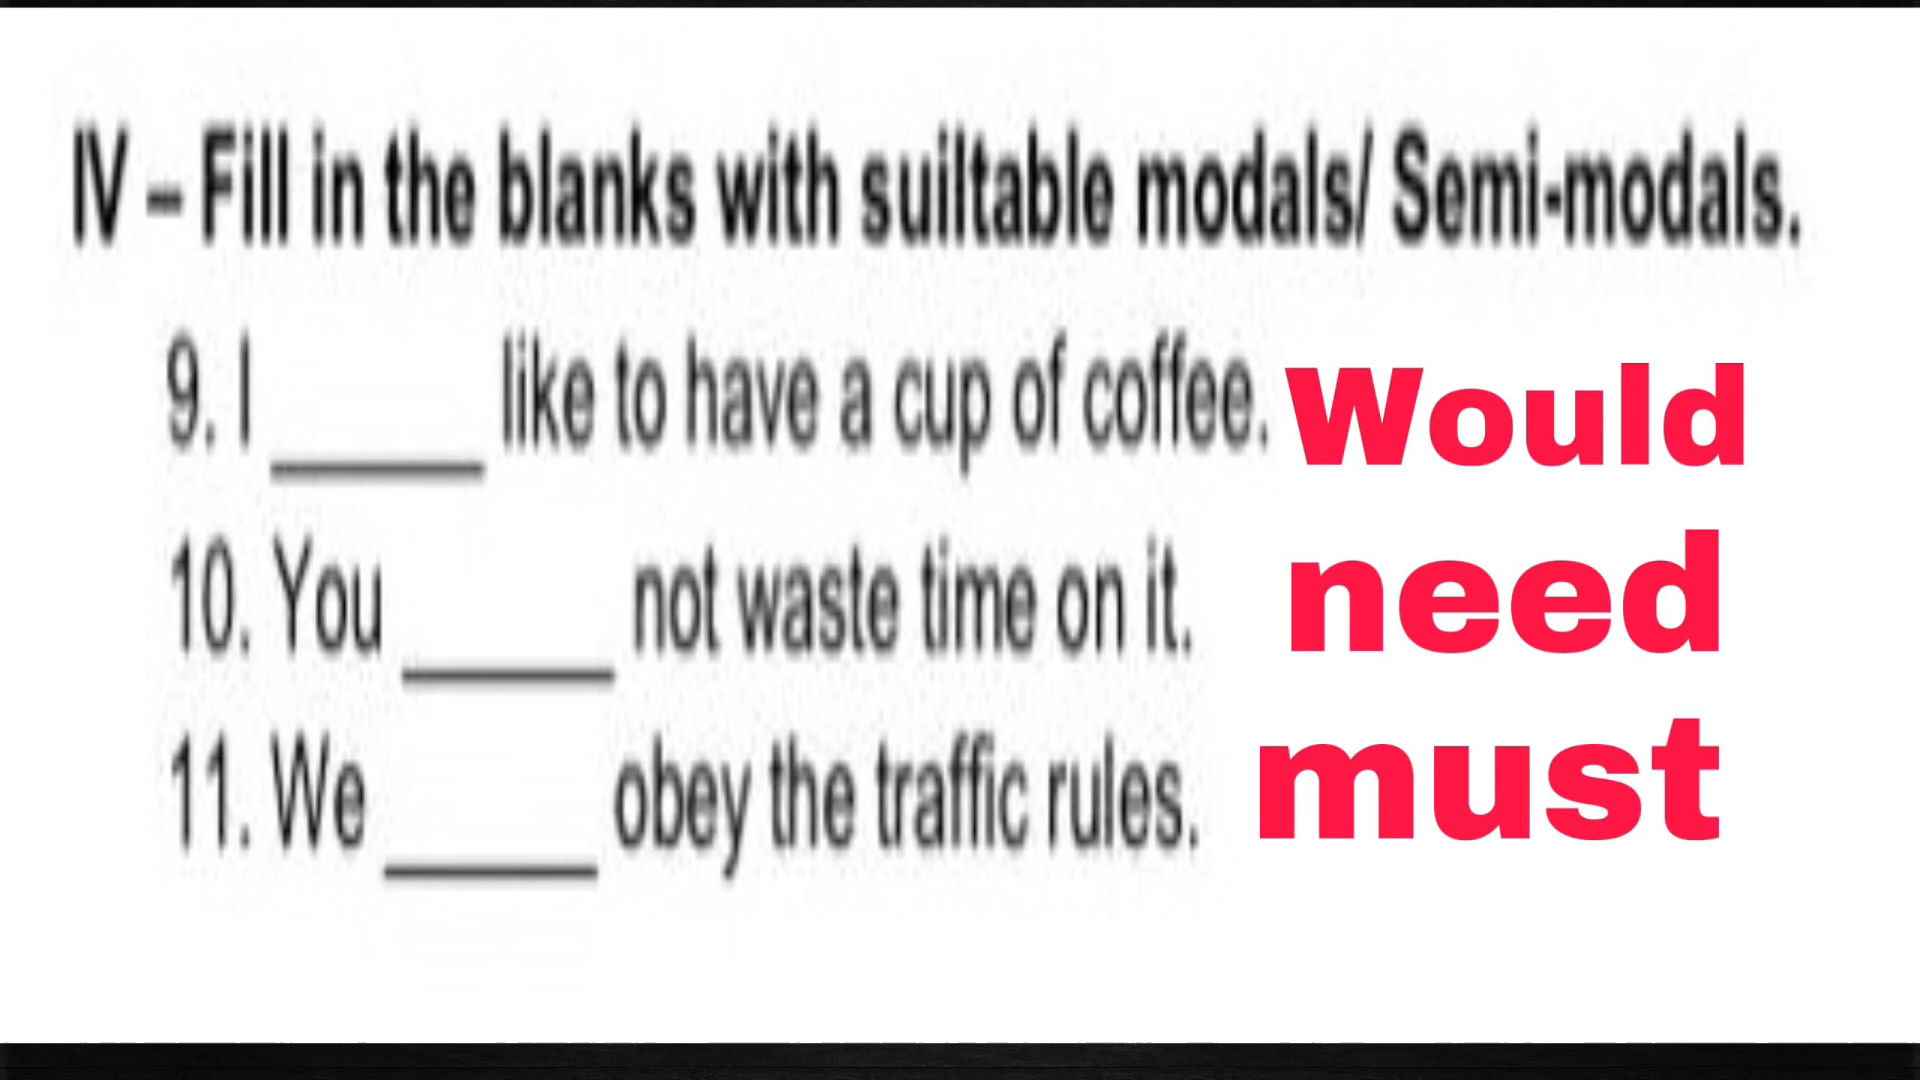 IV – Fill in the blanks with suiltable modals/ Semi-modals.
9. I _____ like to have a cup of coffee. Would
10. You _____ not waste time on it. need
11. We _____ obey the traffic rules. must